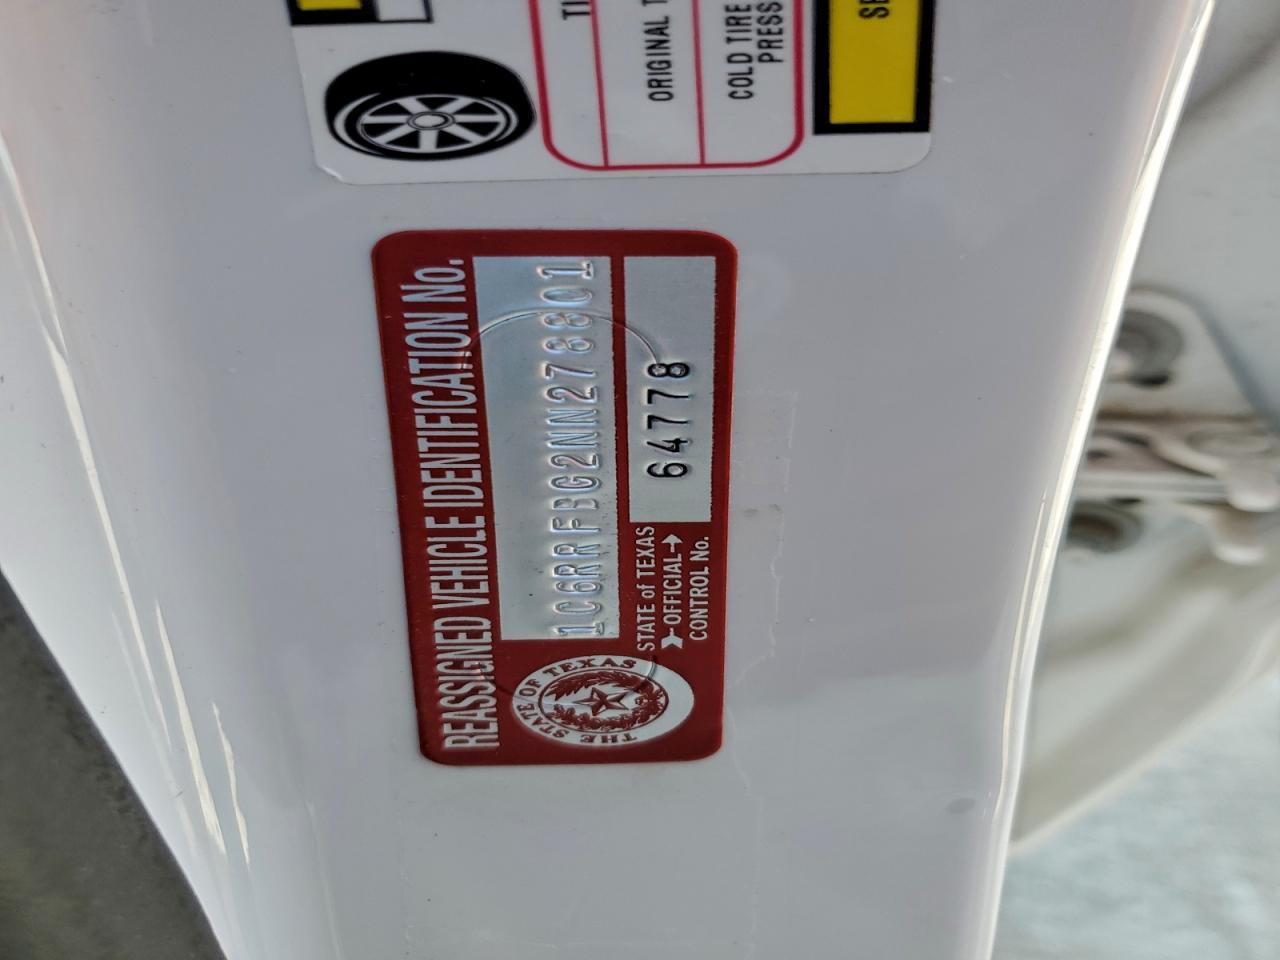 REASSIGNED VEHICLE IDENTIFICATION No.
1C6RRFBG2NN278801
THE STATE OF TEXAS
STATE of TEXAS
OFFICIAL
CONTROL No.
64778
ORIGINAL
COLD TIRE
PRESS